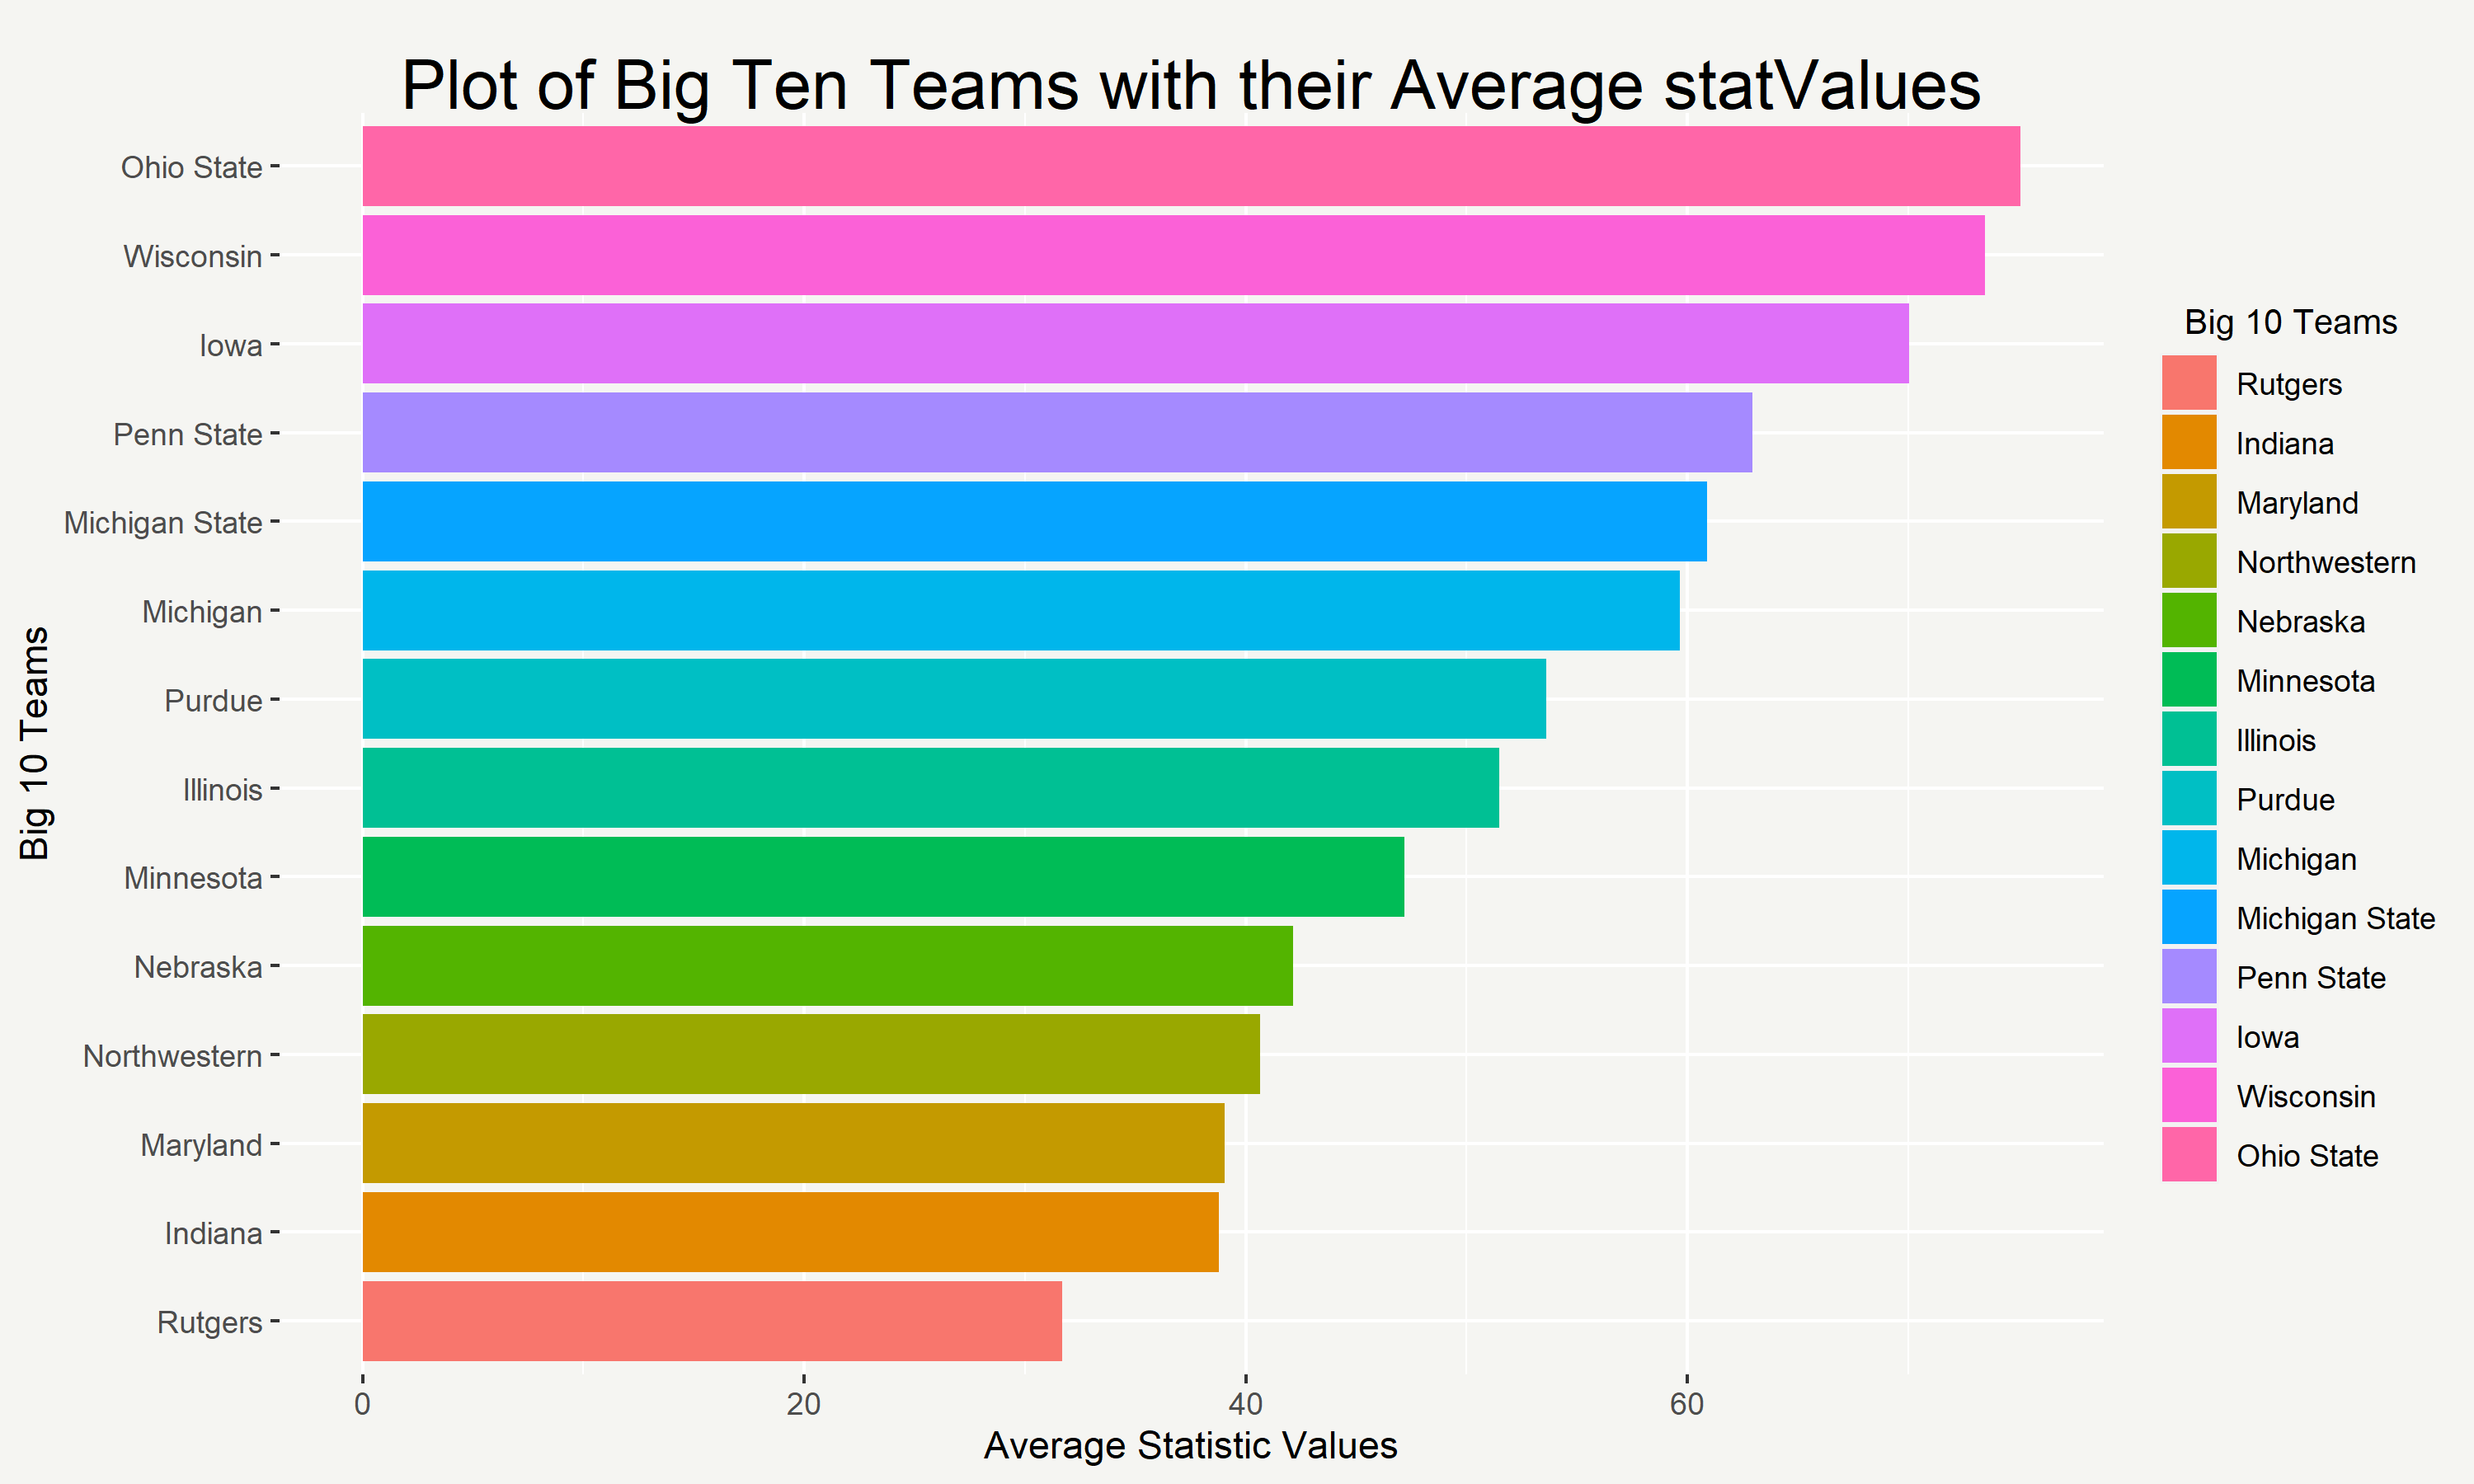 Plot of Big Ten Teams with their Average statValues
Big 10 Teams
Ohio State
Wisconsin
Iowa
Penn State
Michigan State
Michigan
Purdue
Illinois
Minnesota
Nebraska
Northwestern
Maryland
Indiana
Rutgers
0 20 40 60
Average Statistic Values
Big 10 Teams
Rutgers
Indiana
Maryland
Northwestern
Nebraska
Minnesota
Illinois
Purdue
Michigan
Michigan State
Penn State
Iowa
Wisconsin
Ohio State